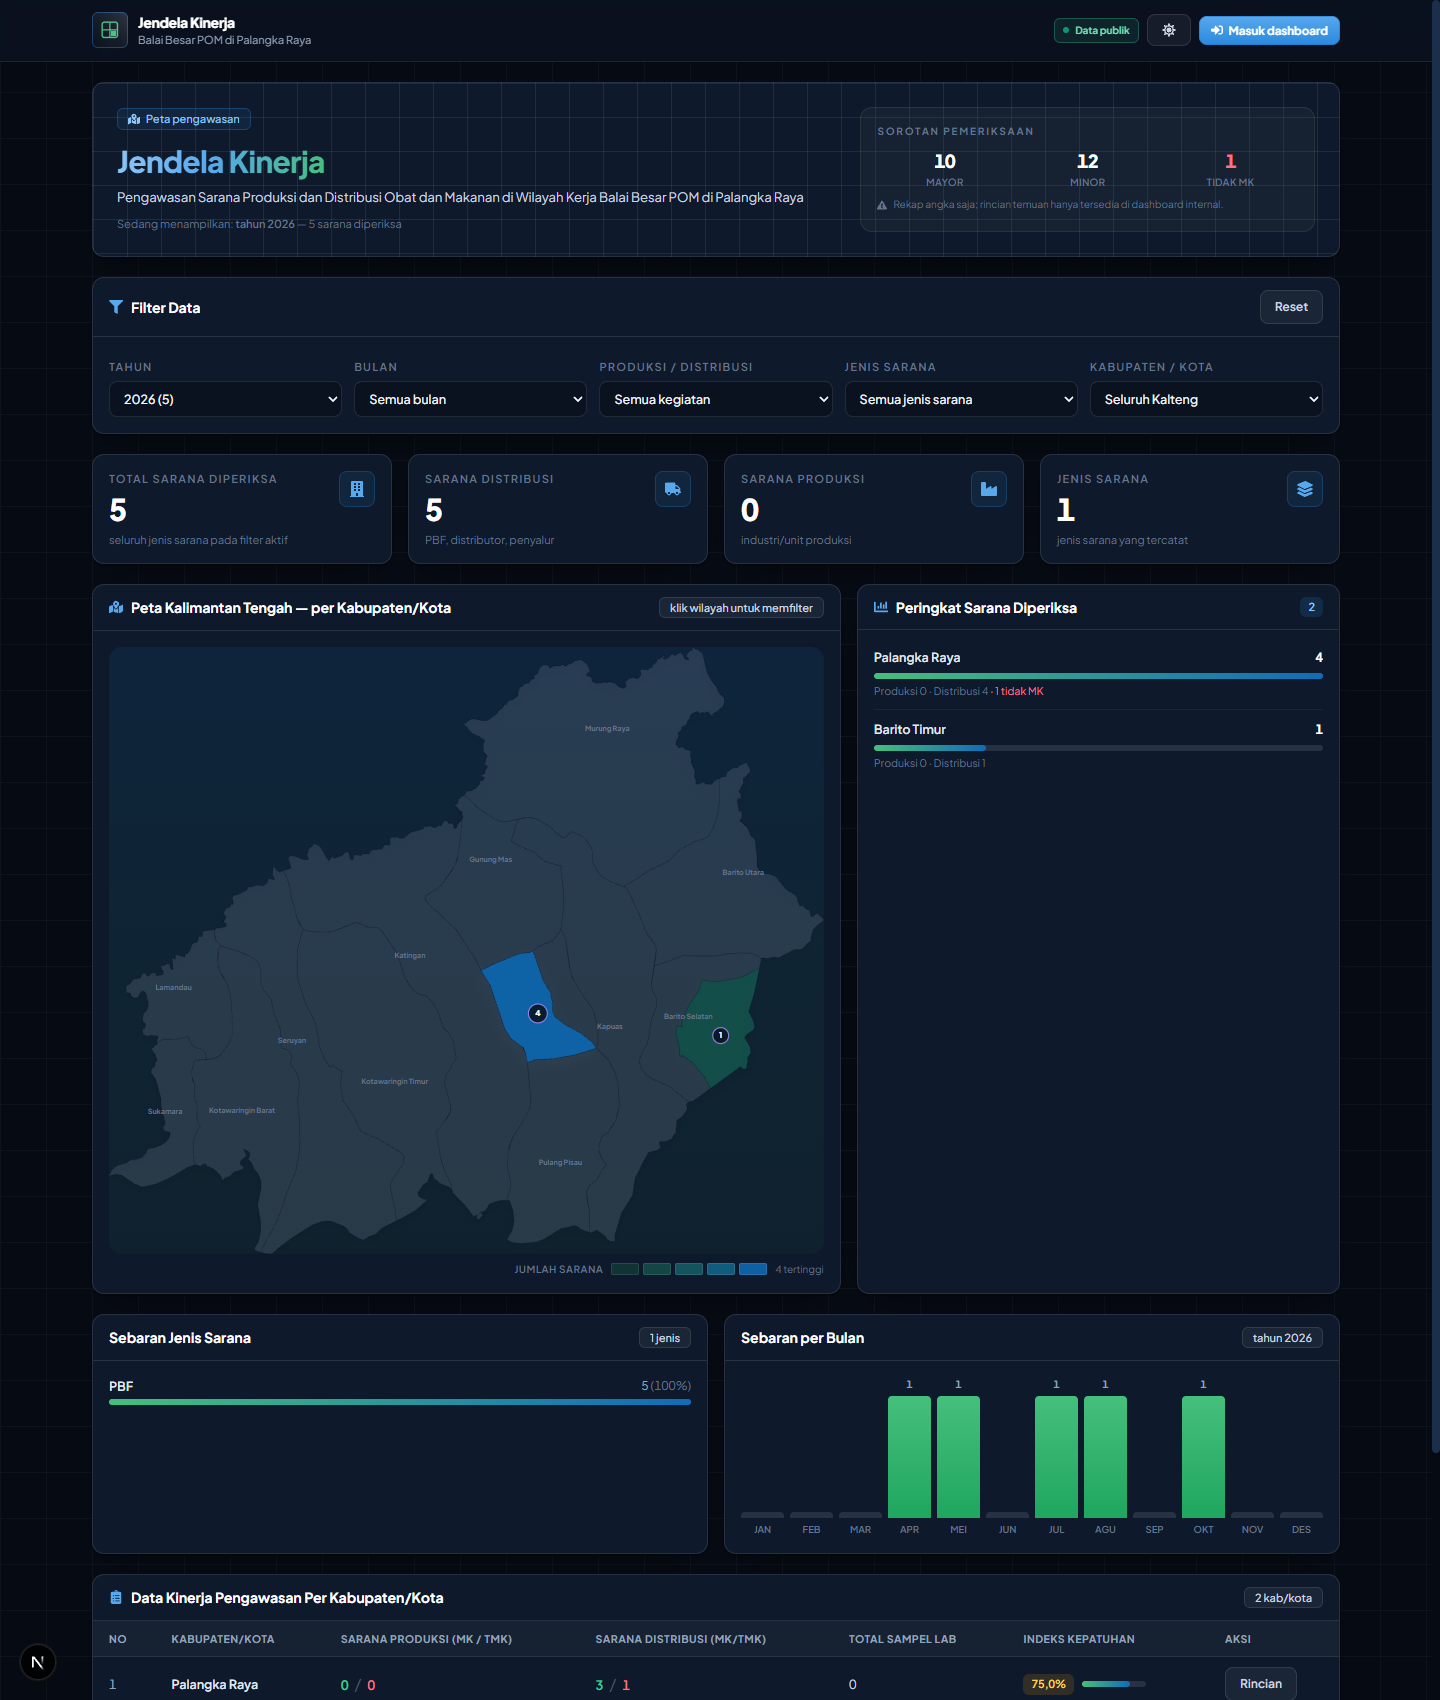 Jendela Kinerja
Balai Besar POM di Palangka Raya
Data publik
Masuk dashboard
Peta pengawasan
Jendela Kinerja
Pengawasan Sarana Produksi dan Distribusi Obat dan Makanan di Wilayah Kerja Balai Besar POM di Palangka Raya
Sedang menampilkan: tahun 2026 — 5 sarana diperiksa
SOROTAN PEMERIKSAAN
10 12 1
MAYOR MINOR TIDAK MK
Rekap angka saja; rincian temuan hanya tersedia di dashboard internal.
Filter Data
Reset
TAHUN BULAN PRODUKSI / DISTRIBUSI JENIS SARANA KABUPATEN / KOTA
2026 (5) Semua bulan Semua kegiatan Semua jenis sarana Seluruh Kalteng
TOTAL SARANA DIPERIKSA
5
seluruh jenis sarana pada filter aktif
SARANA DISTRIBUSI
5
PBF, distributor, penyalur
SARANA PRODUKSI
0
industri/unit produksi
JENIS SARANA
1
jenis sarana yang tercatat
Peta Kalimantan Tengah — per Kabupaten/Kota
klik wilayah untuk memfilter
Murung Raya
Gunung Mas
Barito Utara
Katingan
Lamandau
4
Barito Selatan
Kapuas
1
Seruyan
Kotawaringin Timur
Sukamara
Kotawaringin Barat
Pulang Pisau
JUMLAH SARANA
4 tertinggi
Peringkat Sarana Diperiksa
2
Palangka Raya 4
Produksi 0 · Distribusi 4 · 1 tidak MK
Barito Timur 1
Produksi 0 · Distribusi 1
Sebaran Jenis Sarana
1 jenis
PBF 5 (100%)
Sebaran per Bulan
tahun 2026
1 1 1 1 1
JAN FEB MAR APR MEI JUN JUL AGU SEP OKT NOV DES
Data Kinerja Pengawasan Per Kabupaten/Kota
2 kab/kota
NO KABUPATEN/KOTA SARANA PRODUKSI (MK / TMK) SARANA DISTRIBUSI (MK/TMK) TOTAL SAMPEL LAB INDEKS KEPATUHAN AKSI
1 Palangka Raya 0 / 0 3 / 1 0 75,0% Rincian
N